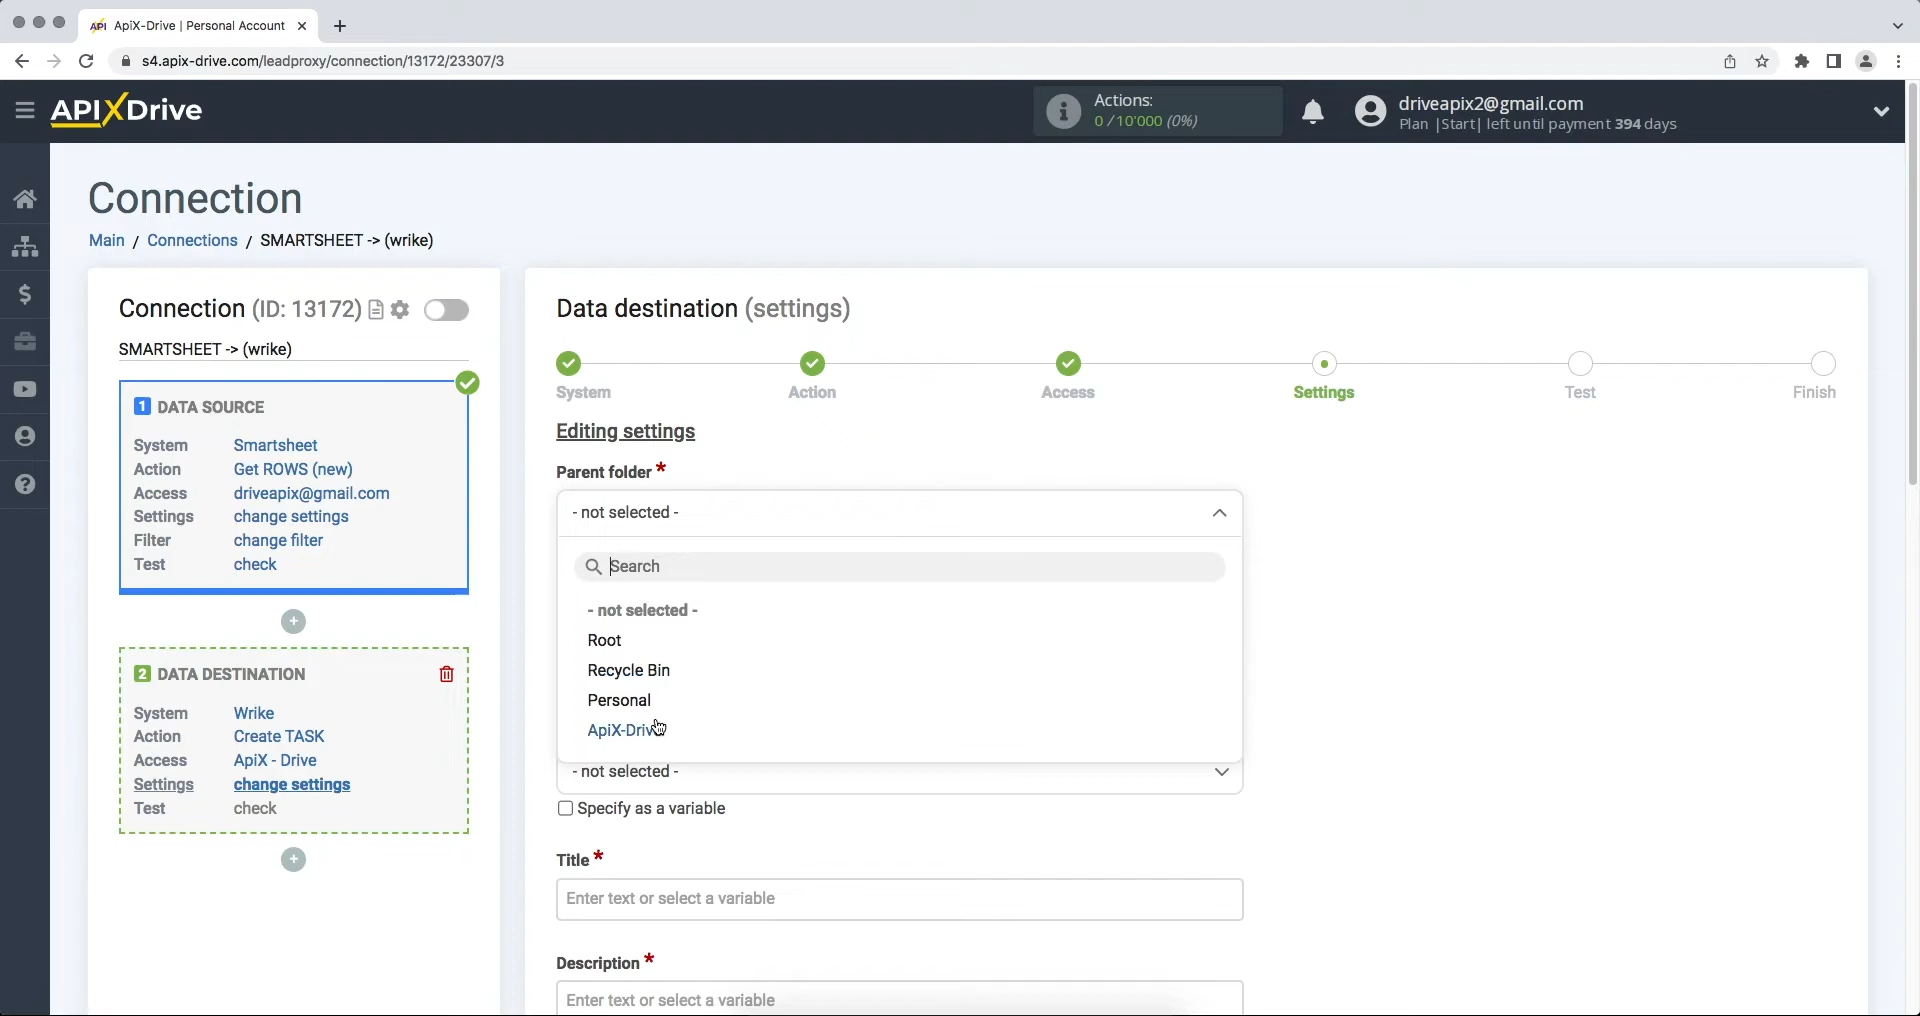 API ApiX-Drive | Personal Account
s4.apix-drive.com/leadproxy/connection/13172/23307/3
APIXDrive
Actions:
0 / 10'000 (0%)
driveapix2@gmail.com
Plan |Start| left until payment 394 days
Connection
Main / Connections / SMARTSHEET -> (wrike)
Connection (ID: 13172)
SMARTSHEET -> (wrike)
1 DATA SOURCE
System Smartsheet
Action Get ROWS (new)
Access driveapix@gmail.com
Settings change settings
Filter change filter
Test check
2 DATA DESTINATION
System Wrike
Action Create TASK
Access ApiX - Drive
Settings change settings
Test check
Data destination (settings)
System Action Access Settings Test Finish
Editing settings
Parent folder *
- not selected -
Search
- not selected -
Root
Recycle Bin
Personal
ApiX-Drive
- not selected -
Specify as a variable
Title *
Enter text or select a variable
Description *
Enter text or select a variable